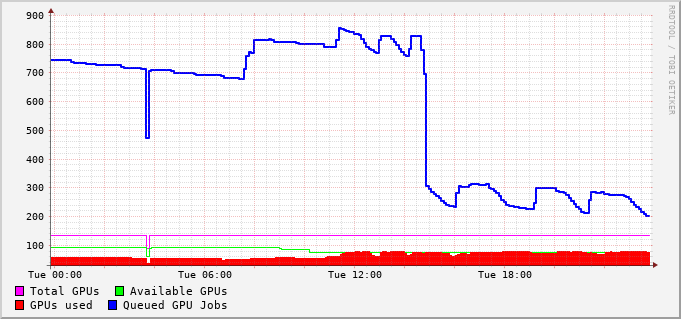 900
800
700
600
500
400
300
200
100
Tue 00:00 Tue 06:00 Tue 12:00 Tue 18:00
Total GPUs Available GPUs
GPUs used Queued GPU Jobs
RRDTOOL / TOBI OETIKER